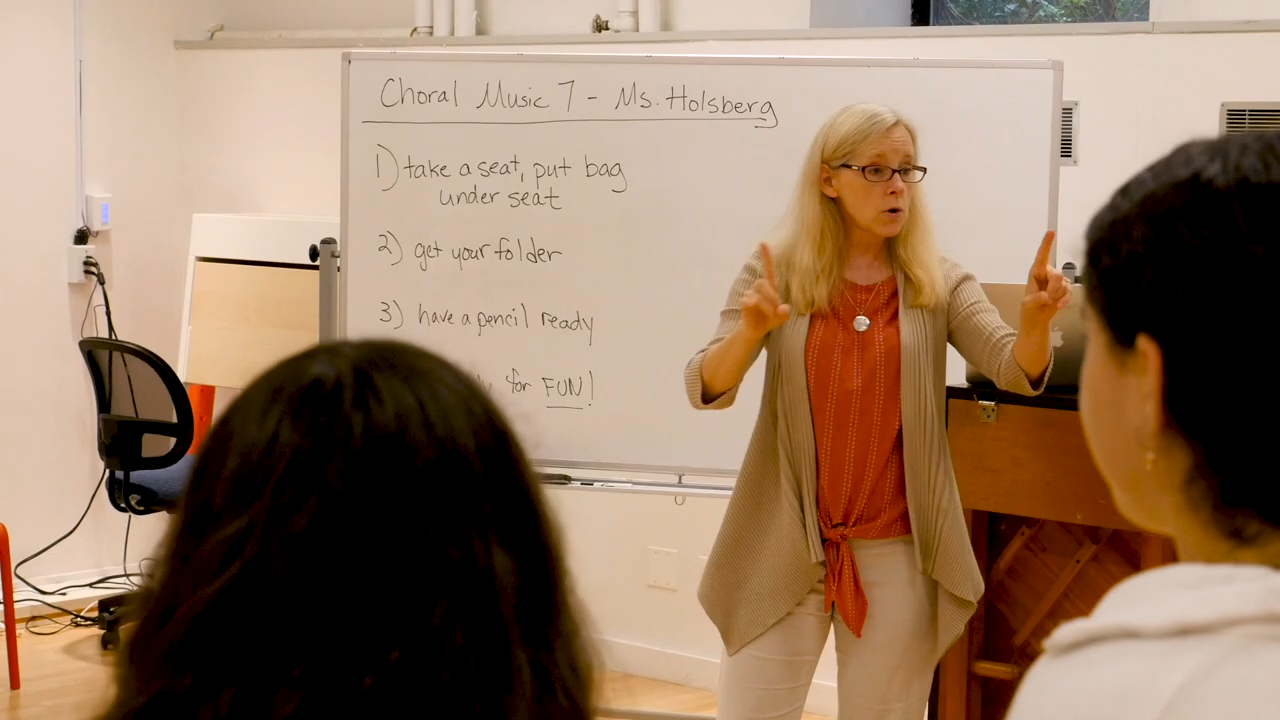 Choral Music 7 - Ms. Holsberg
1) take a seat, put bag
under seat
2) get your folder
3) have a pencil ready
for FUN!